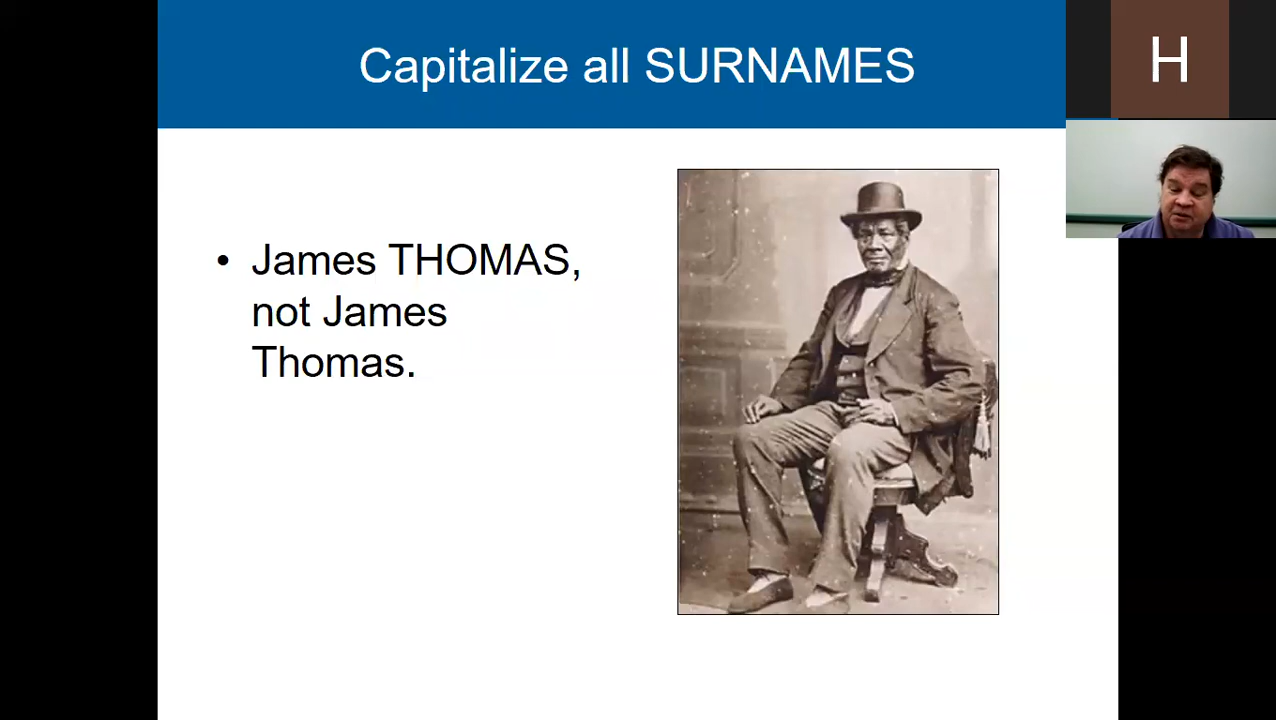 Capitalize all SURNAMES
H
• James THOMAS,
not James
Thomas.